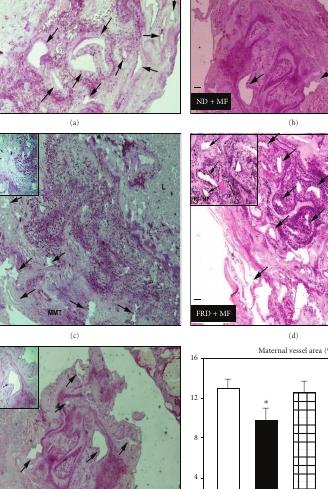 (a)
ND + MF
(b)
L
MMT
(c)
FRD + MF
(d)
Maternal vessel area (
16
*
12
8
4